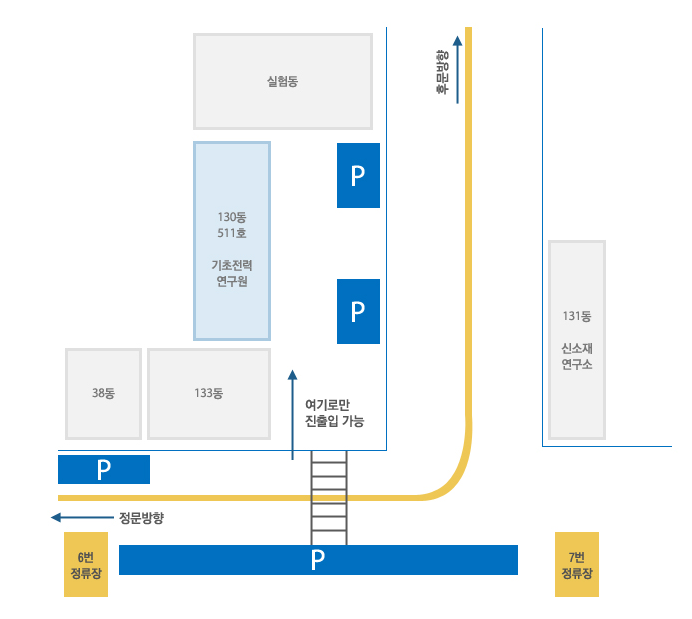 실험동
후문방향
P
130동
511호
기초전력
연구원
P
131동
신소재
연구소
38동
133동
여기로만
진출입 가능
P
정문방향
6번
정류장
P
7번
정류장